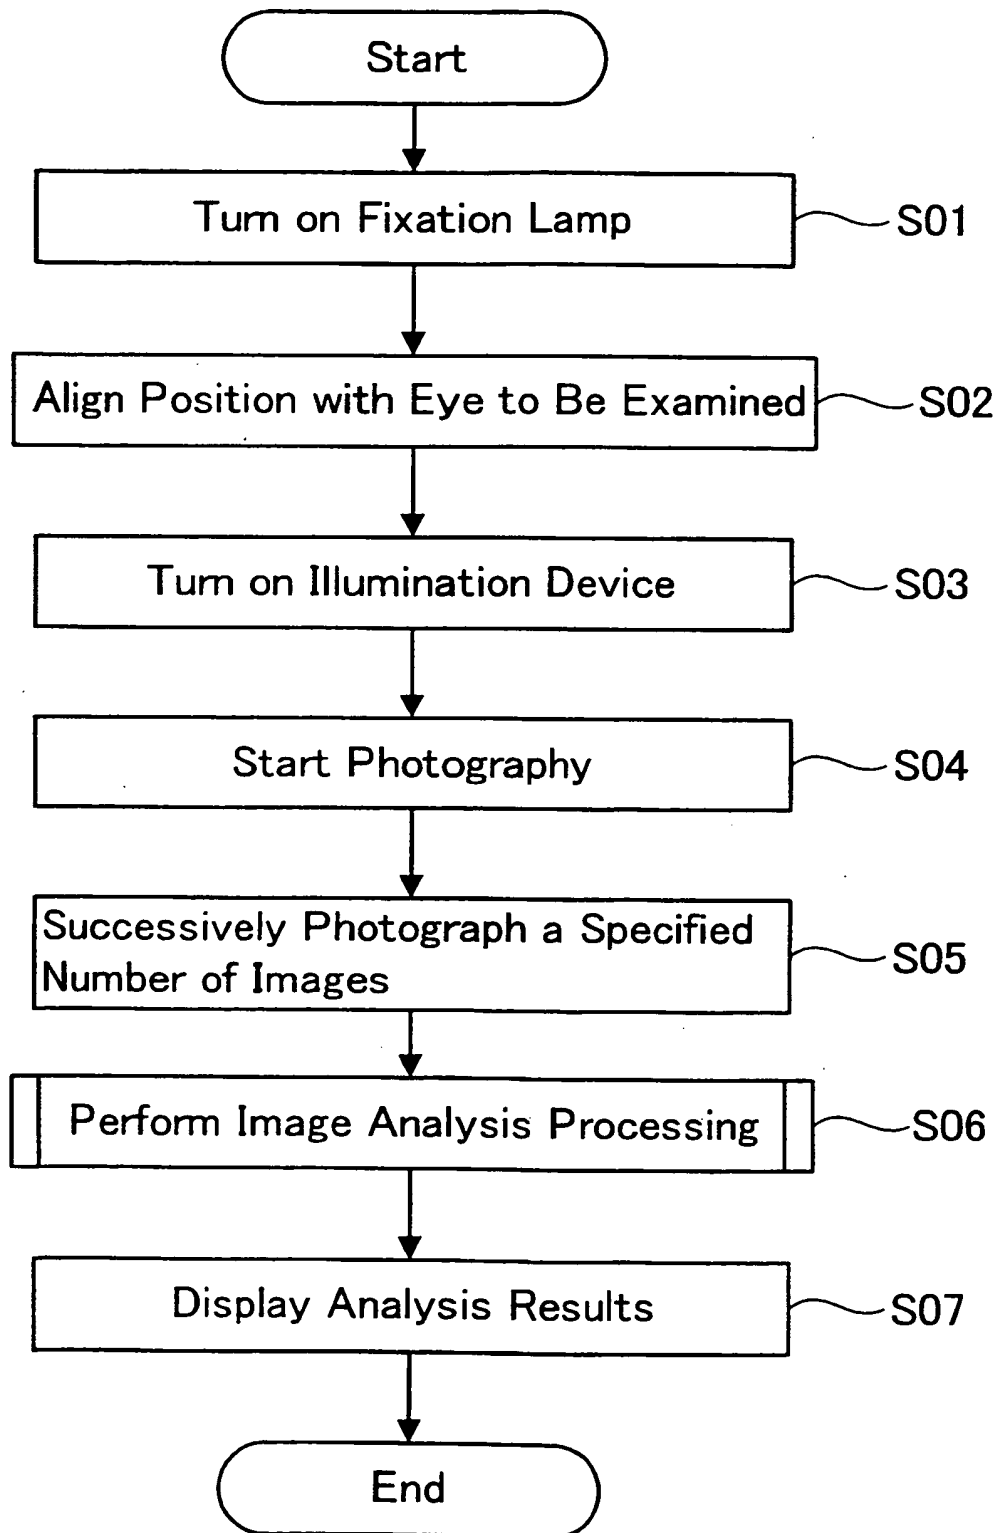 Start
Turn on Fixation Lamp
S01
Align Position with Eye to Be Examined
S02
Turn on Illumination Device
S03
Start Photography
S04
Successively Photograph a Specified
Number of Images
S05
Perform Image Analysis Processing
S06
Display Analysis Results
S07
End